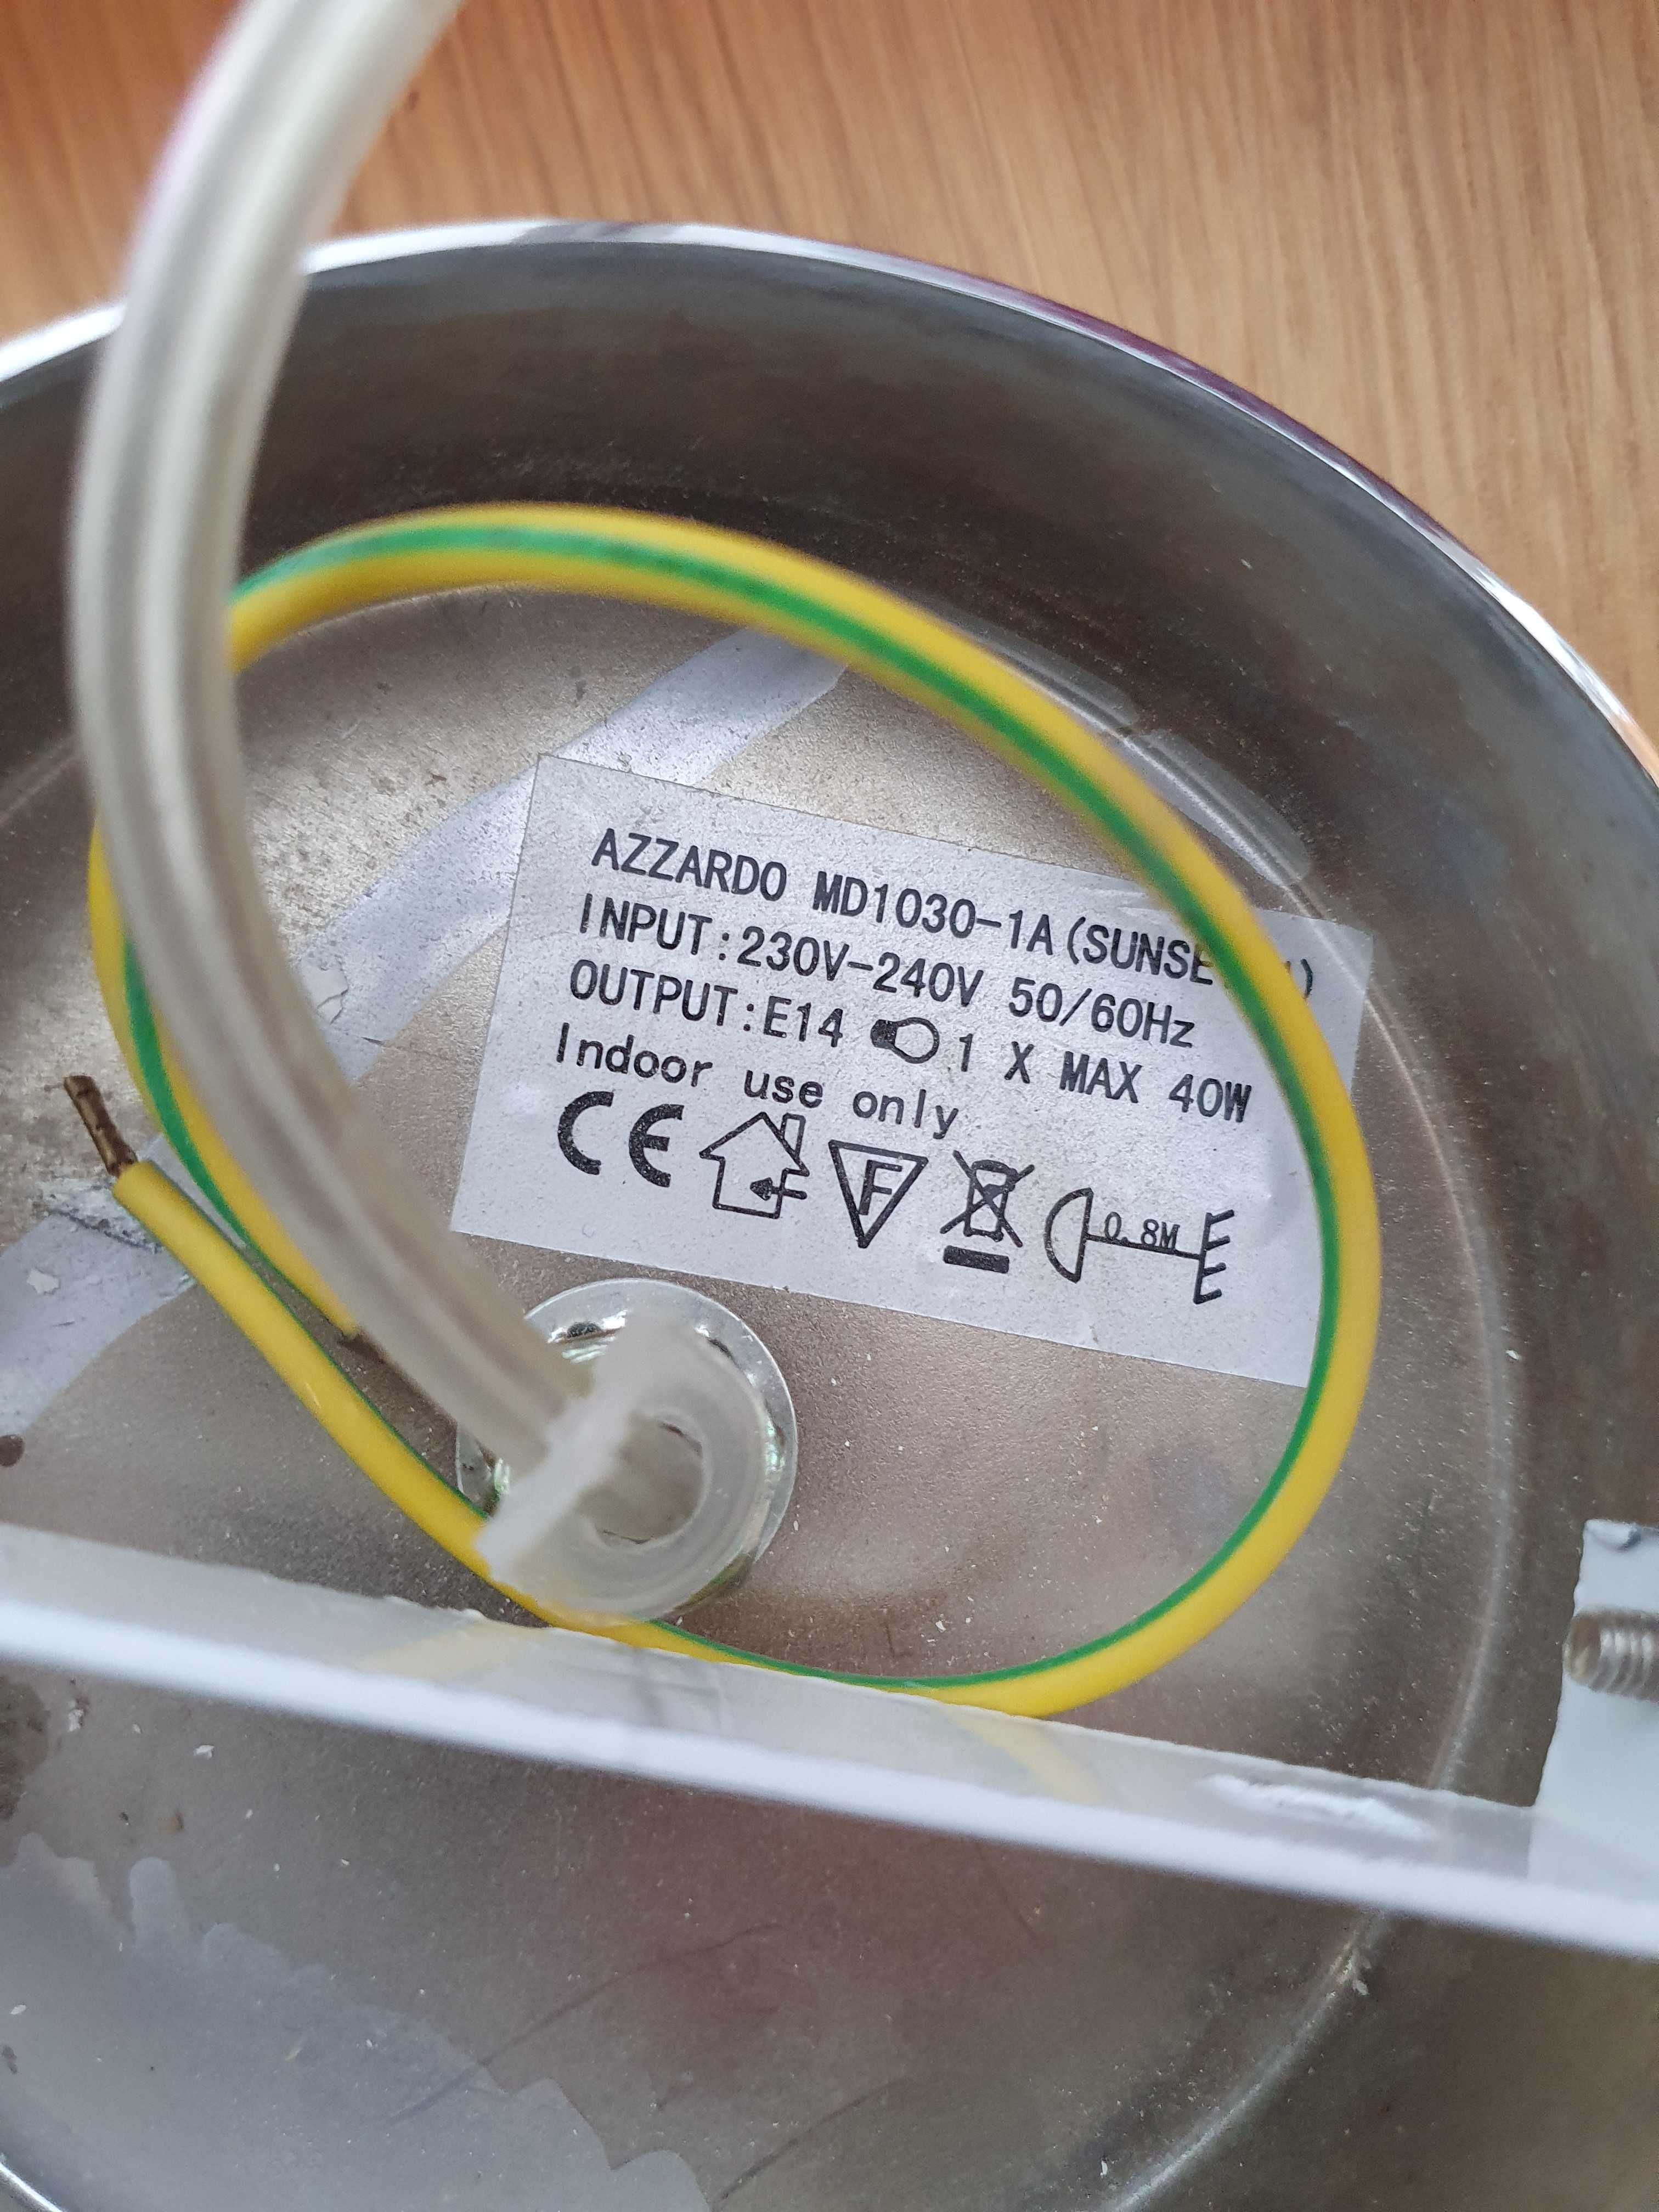 AZZARDO MD1030-1A
INPUT:230V-240V 50/60Hz
OUTPUT:E14 1 X MAX 40W
Indoor use only
CE F 0.8M